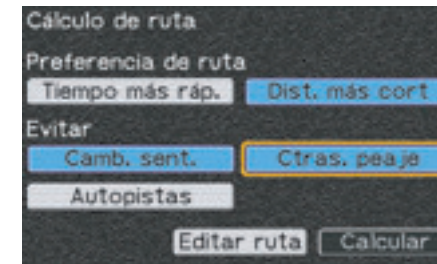 Cálculo de ruta
Preferencia de ruta
Tiempo más ráp. Dist. más cort
Evitar
Camb. sent. Ctras. peaje
Autopistas
Editar ruta Calcular